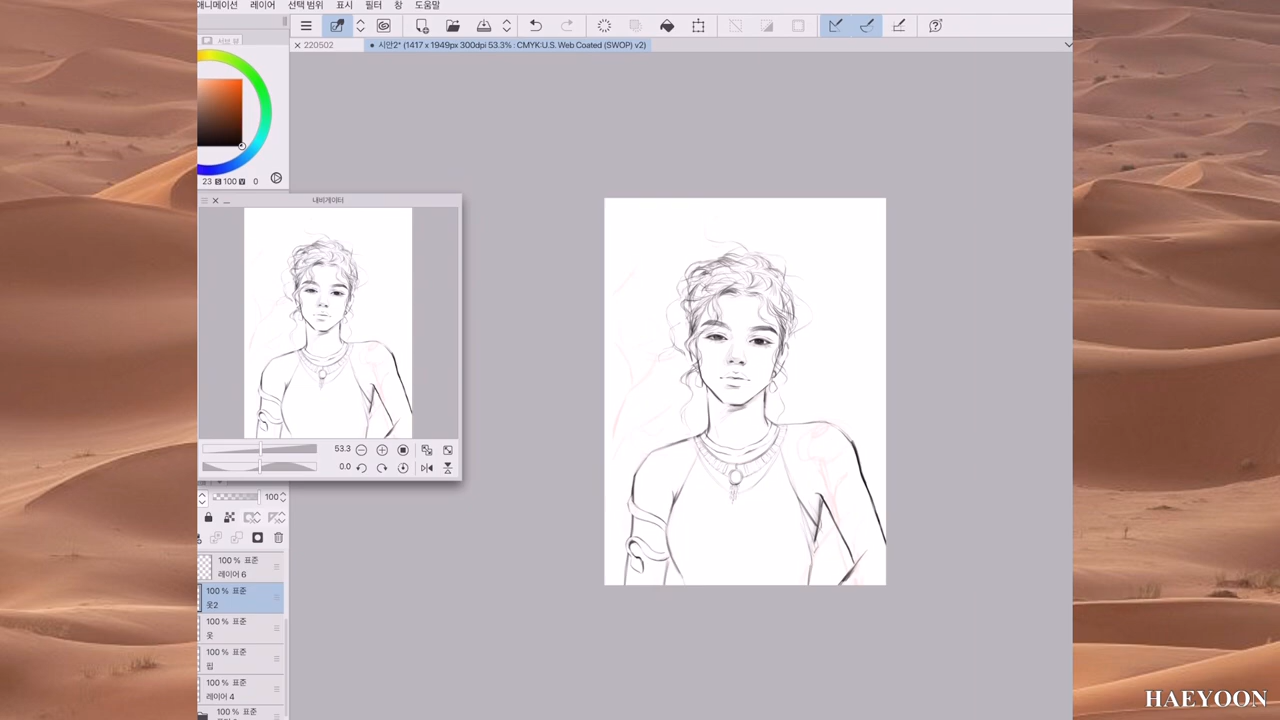 애니메이션 레이어 선택 범위 표시 필터 창 도움말
서브 뷰
220502 시안2* (1417 x 1949px 300dpi 53.3% : CMYK:U.S. Web Coated (SWOP) v2)
23 S 100 V 0
내비게이터
53.3
0.0
100
100 % 표준
레이어 6
100 % 표준
옷2
100 % 표준
옷
100 % 표준
핍
100 % 표준
레이어 4
100 % 표준
HAEYOON